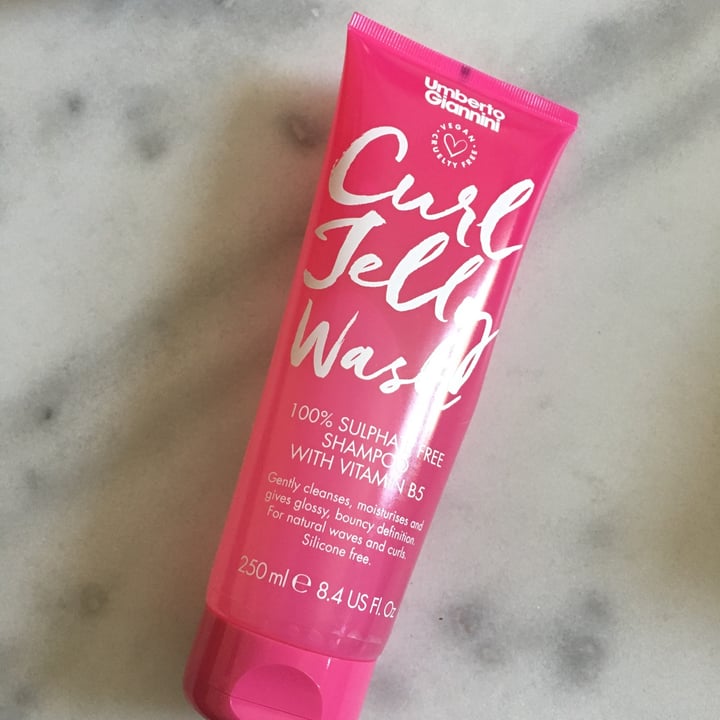 Umberto
Giannini
VEGAN
CRUELTY FREE
Curl
Jelly
Wash
100% SULPHATE FREE
SHAMPOO
WITH VITAMIN B5
Gently cleanses, moisturises and
gives glossy, bouncy definition.
For natural waves and curls.
Silicone free.
250 ml ℮ 8.4 US Fl. Oz